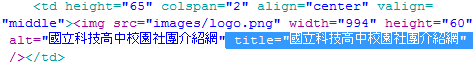 <td height="65" colspan="2" align="center" valign=
"middle"><img src="images/logo.png" width="994" height="60"
alt="國立科技高中校園社團介紹網" title="國立科技高中校園社團介紹網"
/></td>